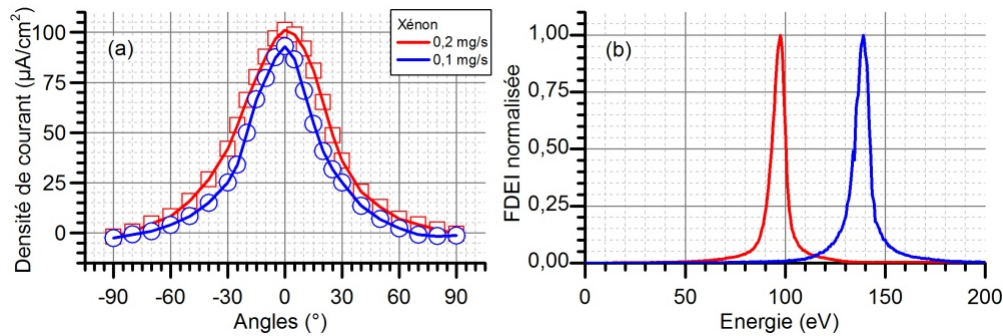 (a)
Xénon
0,2 mg/s
0,1 mg/s
Densité de courant (µA/cm²)
100
75
50
25
0
-90 -60 -30 0 30 60 90
Angles (°)
(b)
FDEI normalisée
1,00
0,75
0,50
0,25
0,00
0 50 100 150 200
Energie (eV)